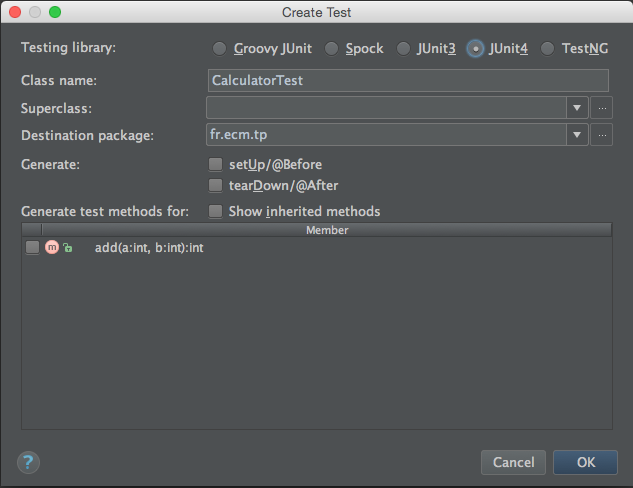 Create Test
Testing library: Groovy JUnit Spock JUnit3 JUnit4 TestNG
Class name: CalculatorTest
Superclass: ...
Destination package: fr.ecm.tp ...
Generate: setUp/@Before
tearDown/@After
Generate test methods for: Show inherited methods
Member
m add(a:int, b:int):int
? Cancel OK